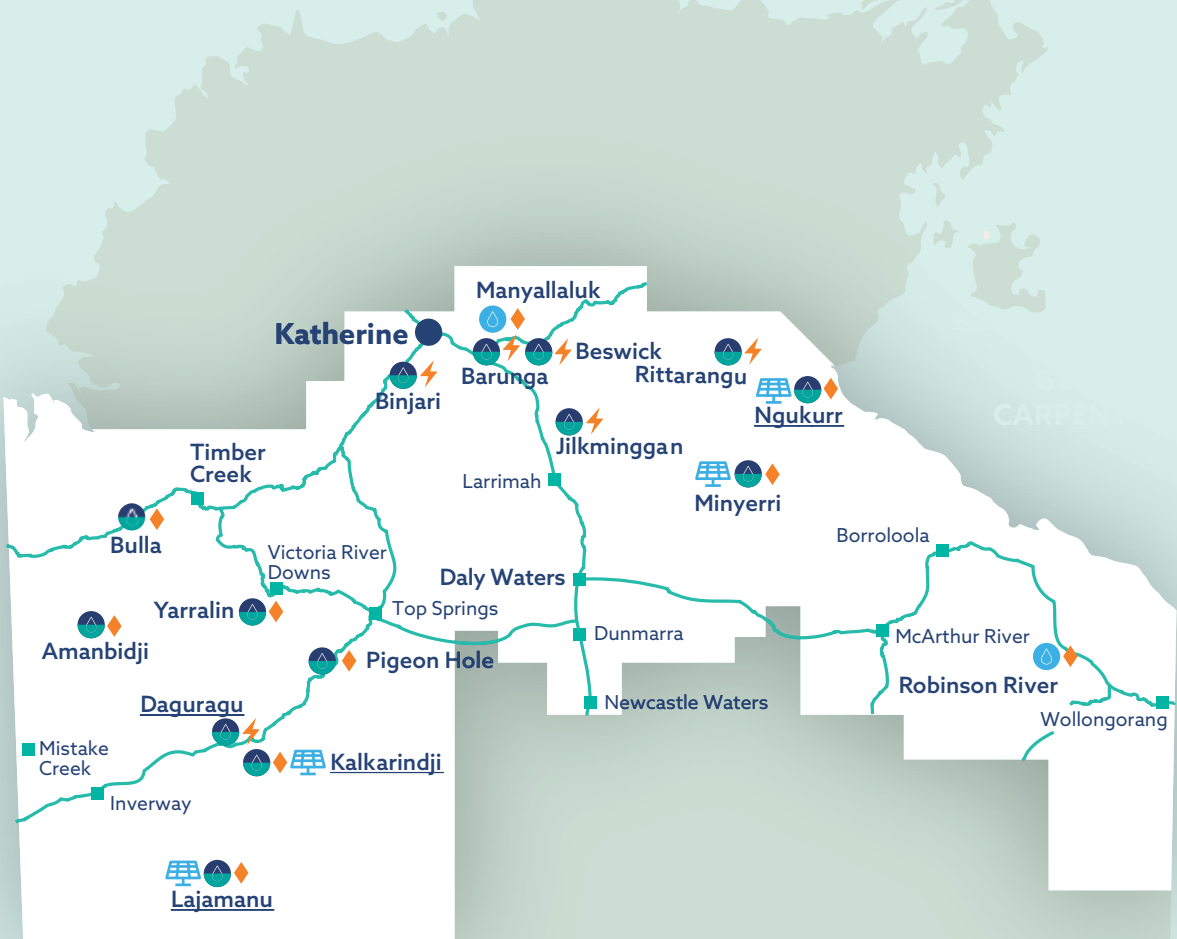 Manyallaluk
Katherine
Beswick
Barunga
Rittarangu
Binjari
Ngukurr
CARPEN
Jilkminggan
Timber
Creek
Larrimah
Minyerri
Bulla
Borroloola
Victoria River
Downs
Daly Waters
Yarralin
Top Springs
Dunmarra
McArthur River
Amanbidji
Pigeon Hole
Robinson River
Daguragu
Newcastle Waters
Wollongorang
Mistake
Creek
Kalkarindji
Inverway
Lajamanu